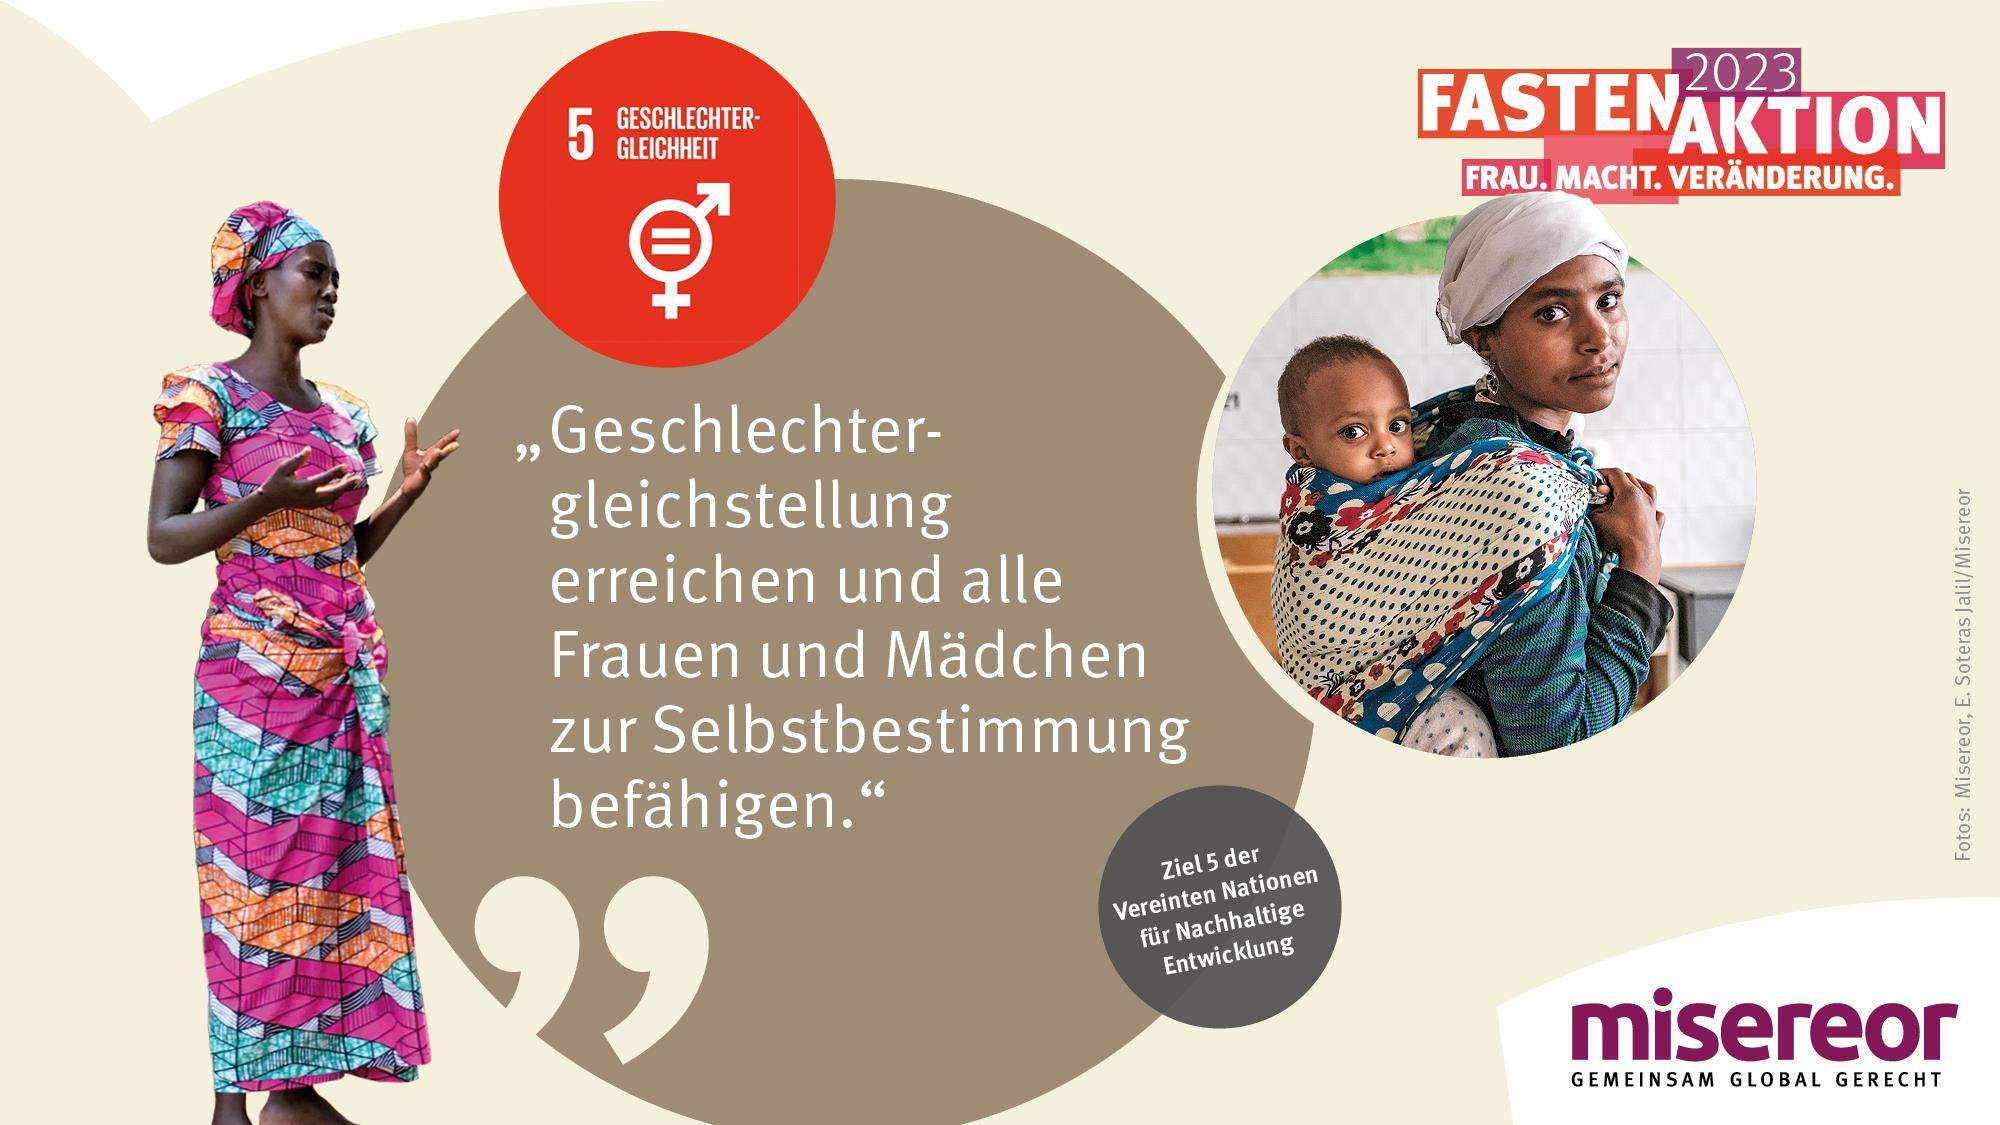 5 GESCHLECHTER-
GLEICHHEIT
2023
FASTEN
AKTION
FRAU. MACHT. VERÄNDERUNG.
„Geschlechter-
gleichstellung
erreichen und alle
Frauen und Mädchen
zur Selbstbestimmung
befähigen.“
Ziel 5 der
Vereinten Nationen
für Nachhaltige
Entwicklung
Fotos: Misereor, E. Soteras Jalil/Misereor
misereor
GEMEINSAM GLOBAL GERECHT